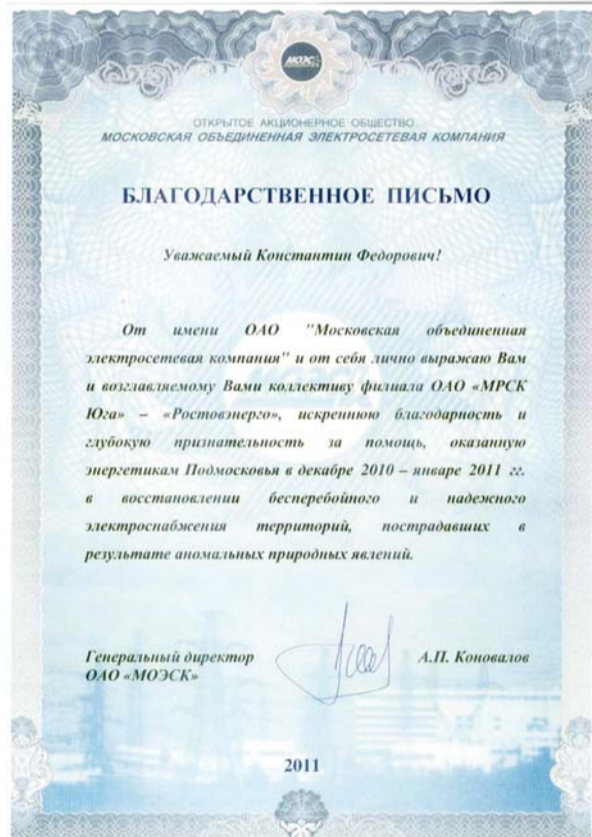 МОЭСК
ОТКРЫТОЕ АКЦИОНЕРНОЕ ОБЩЕСТВО
МОСКОВСКАЯ ОБЪЕДИНЕННАЯ ЭЛЕКТРОСЕТЕВАЯ КОМПАНИЯ
БЛАГОДАРСТВЕННОЕ ПИСЬМО
Уважаемый Константин Федорович!
От имени ОАО "Московская объединенная
электросетевая компания" и от себя лично выражаю Вам
и возглавляемому Вами коллективу филиала ОАО «МРСК
Юга» – «Ростовэнерго», искреннюю благодарность и
глубокую признательность за помощь, оказанную
энергетикам Подмосковья в декабре 2010 – январе 2011 гг.
в восстановлении бесперебойного и надежного
электроснабжения территорий, пострадавших в
результате аномальных природных явлений.
Генеральный директор
ОАО «МОЭСК»
А.П. Коновалов
2011